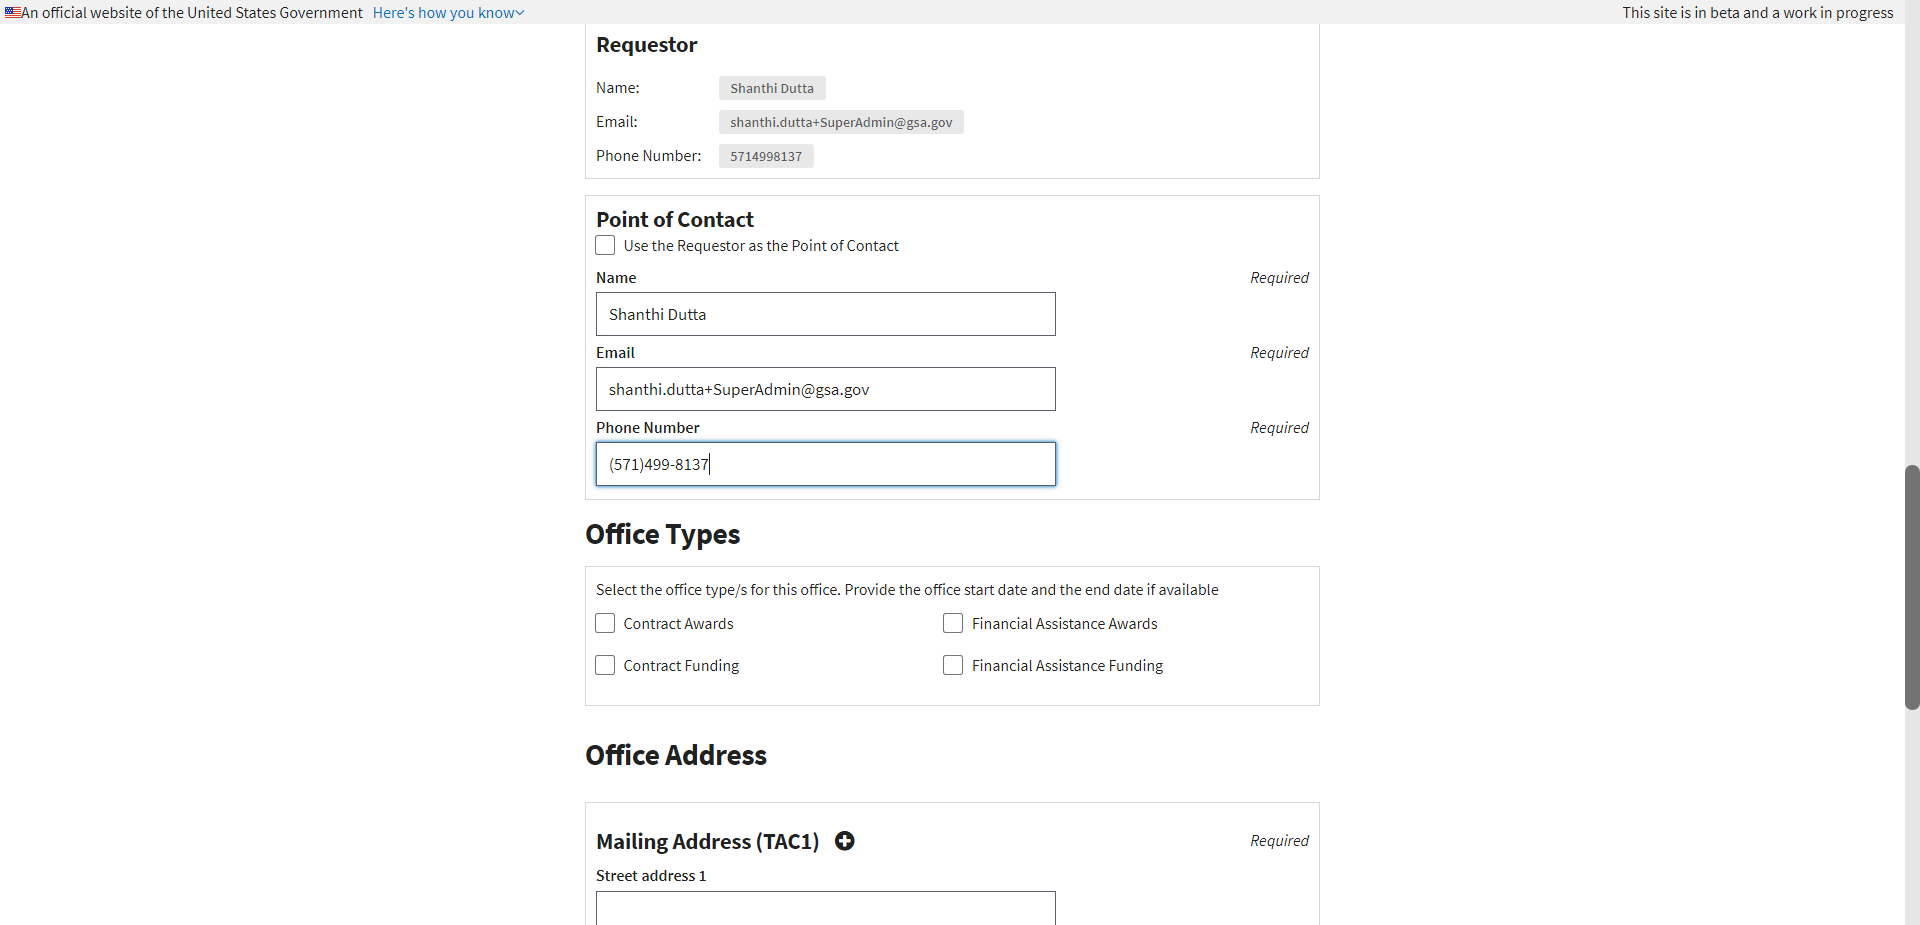 An official website of the United States Government Here's how you know
This site is in beta and a work in progress
Requestor
Name: Shanthi Dutta
Email: shanthi.dutta+SuperAdmin@gsa.gov
Phone Number: 5714998137
Point of Contact
Use the Requestor as the Point of Contact
Name Required
Shanthi Dutta
Email Required
shanthi.dutta+SuperAdmin@gsa.gov
Phone Number Required
(571)499-8137
Office Types
Select the office type/s for this office. Provide the office start date and the end date if available
Contract Awards Financial Assistance Awards
Contract Funding Financial Assistance Funding
Office Address
Mailing Address (TAC1) Required
Street address 1